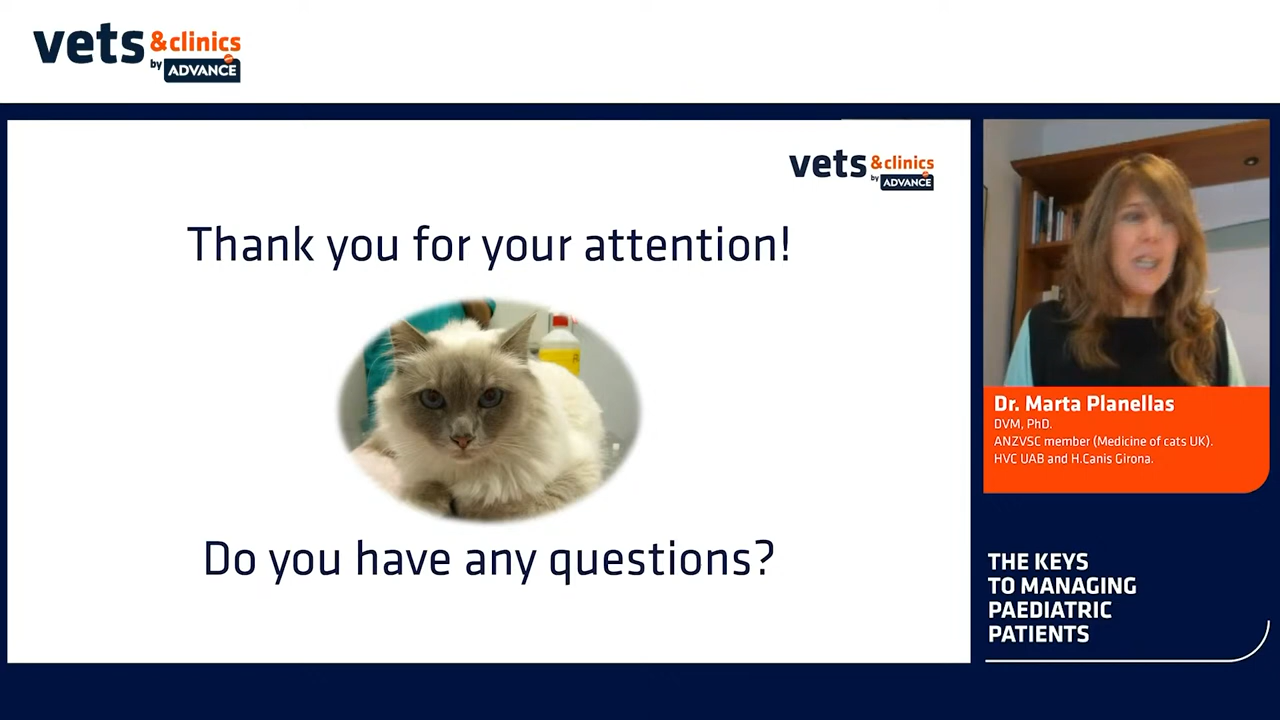 vets &clinics
by ADVANCE
vets &clinics
by ADVANCE
Thank you for your attention!
Do you have any questions?
Dr. Marta Planellas
DVM, PhD.
ANZVSC member (Medicine of cats UK).
HVC UAB and H.Canis Girona.
THE KEYS
TO MANAGING
PAEDIATRIC
PATIENTS